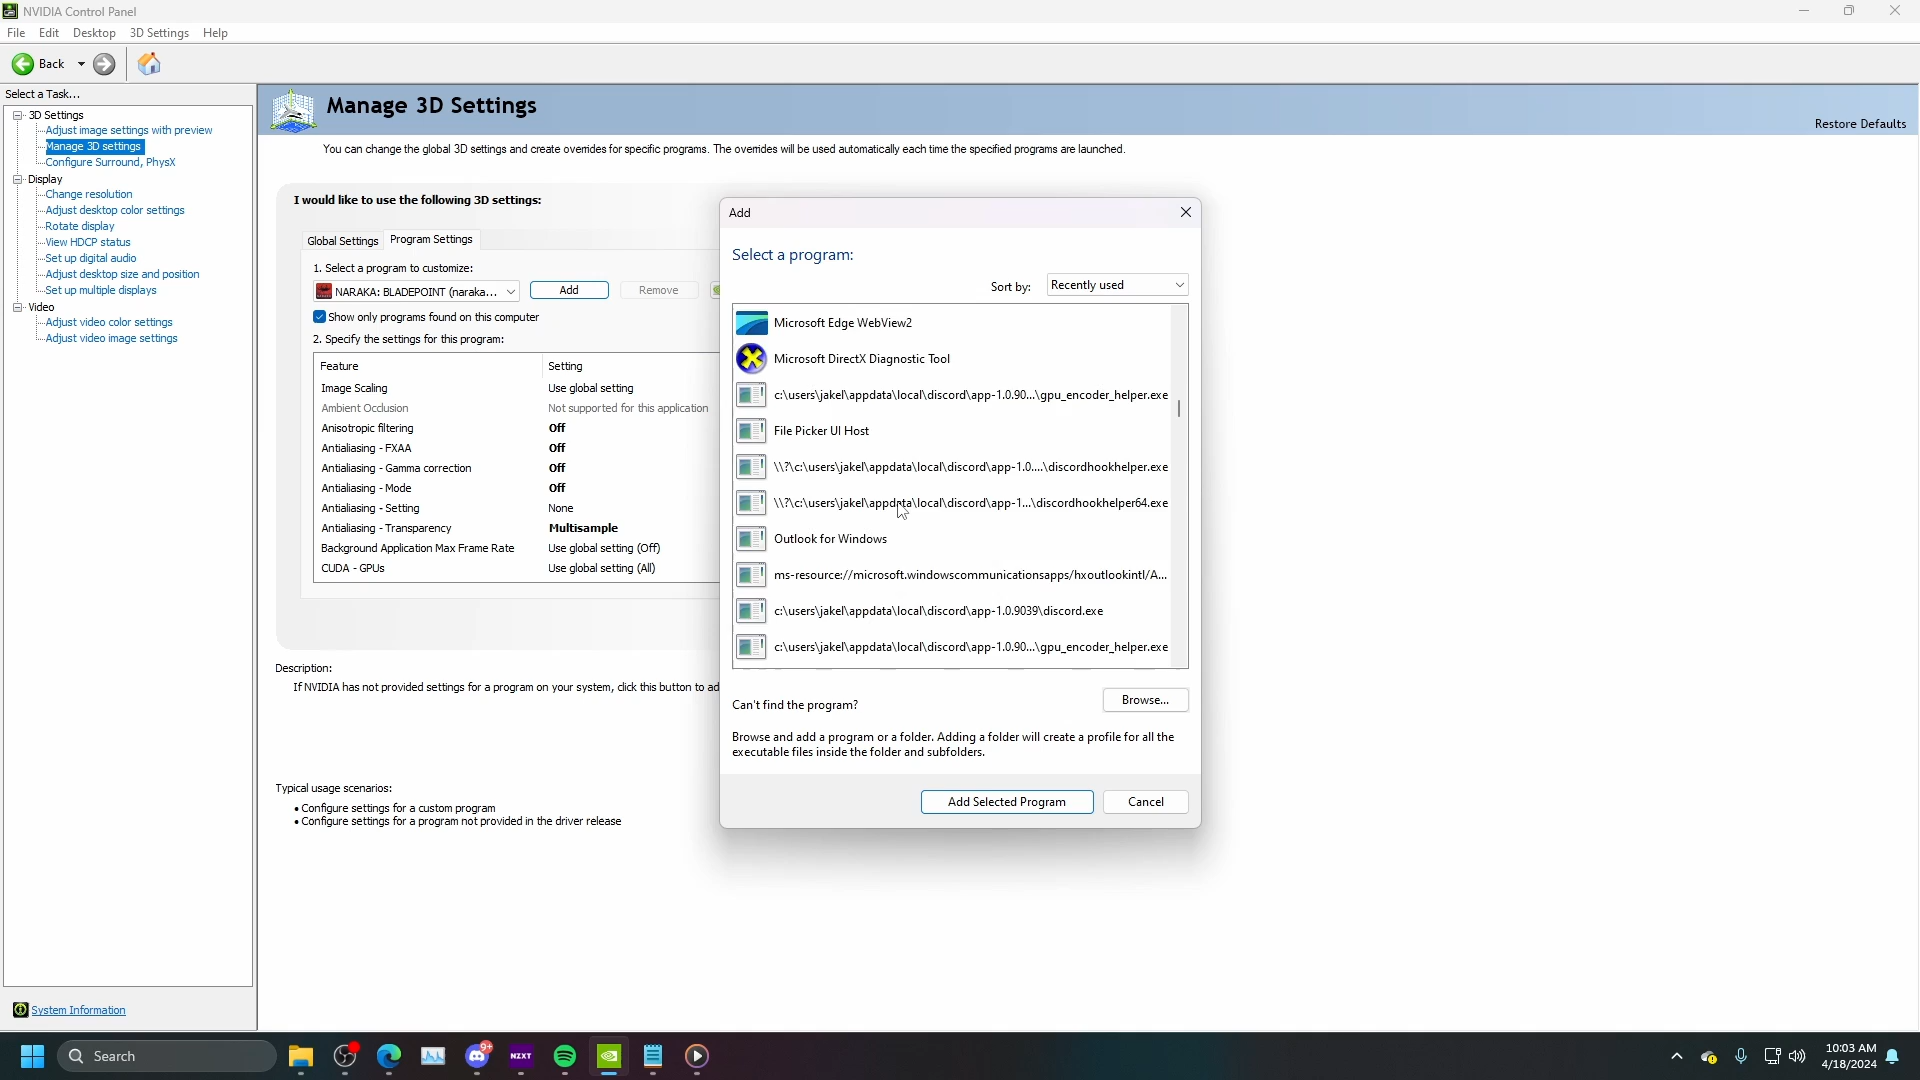 NVIDIA Control Panel
File Edit Desktop 3D Settings Help
Back
Select a Task...
3D Settings
Adjust image settings with preview
Manage 3D settings
Configure Surround, PhysX
Display
Change resolution
Adjust desktop color settings
Rotate display
View HDCP status
Set up digital audio
Adjust desktop size and position
Set up multiple displays
Video
Adjust video color settings
Adjust video image settings
System Information
Manage 3D Settings
Restore Defaults
You can change the global 3D settings and create overrides for specific programs. The overrides will be used automatically each time the specified programs are launched.
I would like to use the following 3D settings:
Global Settings Program Settings
1. Select a program to customize:
NARAKA: BLADEPOINT (naraka... Add Remove
Show only programs found on this computer
2. Specify the settings for this program:
Feature Setting
Image Scaling Use global setting
Ambient Occlusion Not supported for this application
Anisotropic filtering Off
Antialiasing - FXAA Off
Antialiasing - Gamma correction Off
Antialiasing - Mode Off
Antialiasing - Setting None
Antialiasing - Transparency Multisample
Background Application Max Frame Rate Use global setting (Off)
CUDA - GPUs Use global setting (All)
Description:
If NVIDIA has not provided settings for a program on your system, click this button to ad
Typical usage scenarios:
• Configure settings for a custom program
• Configure settings for a program not provided in the driver release
Add
Select a program:
Sort by: Recently used
Microsoft Edge WebView2
Microsoft DirectX Diagnostic Tool
c:\users\jakel\appdata\local\discord\app-1.0.90...\gpu_encoder_helper.exe
File Picker UI Host
\\?\c:\users\jakel\appdata\local\discord\app-1.0....\discordhookhelper.exe
\\?\c:\users\jakel\appdata\local\discord\app-1...\discordhookhelper64.exe
Outlook for Windows
ms-resource://microsoft.windowscommunicationsapps/hxoutlookintl/A...
c:\users\jakel\appdata\local\discord\app-1.0.9039\discord.exe
c:\users\jakel\appdata\local\discord\app-1.0.90...\gpu_encoder_helper.exe
Can't find the program? Browse...
Browse and add a program or a folder. Adding a folder will create a profile for all the
executable files inside the folder and subfolders.
Add Selected Program Cancel
Search
9+
NZXT
10:03 AM
4/18/2024